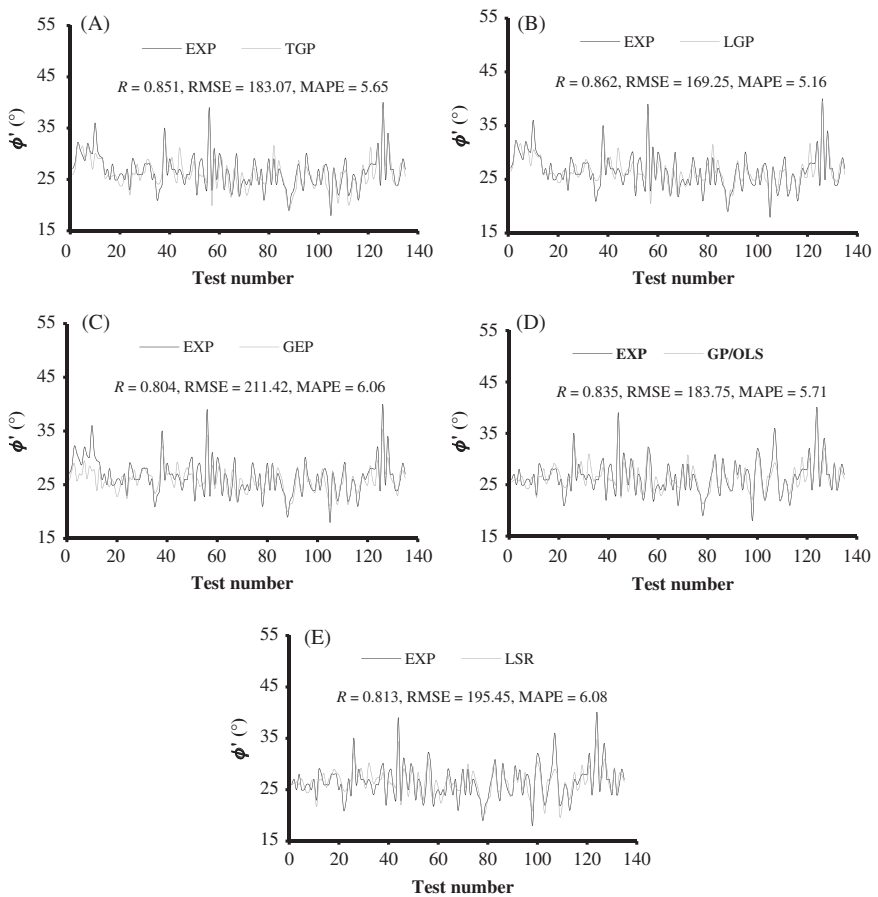 (A)
EXP TGP
R = 0.851, RMSE = 183.07, MAPE = 5.65
55
45
35
25
15
ϕ' (°)
0 20 40 60 80 100 120 140
Test number
(B)
EXP LGP
R = 0.862, RMSE = 169.25, MAPE = 5.16
55
45
35
25
15
ϕ' (°)
0 20 40 60 80 100 120 140
Test number
(C)
EXP GEP
R = 0.804, RMSE = 211.42, MAPE = 6.06
55
45
35
25
15
ϕ' (°)
0 20 40 60 80 100 120 140
Test number
(D)
EXP GP/OLS
R = 0.835, RMSE = 183.75, MAPE = 5.71
55
45
35
25
15
ϕ' (°)
0 20 40 60 80 100 120 140
Test number
(E)
EXP LSR
R = 0.813, RMSE = 195.45, MAPE = 6.08
55
45
35
25
15
ϕ' (°)
0 20 40 60 80 100 120 140
Test number